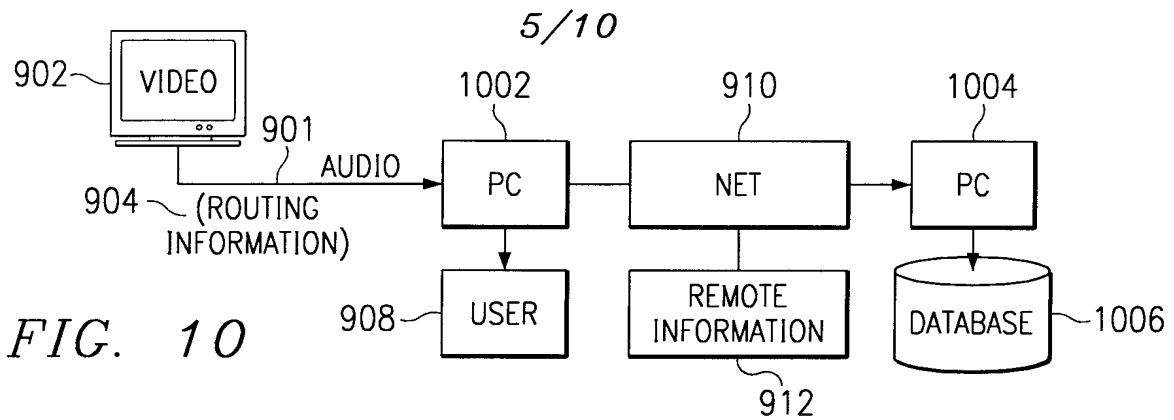 5/10
902
VIDEO
901
AUDIO
904
(ROUTING
INFORMATION)
1002
PC
910
NET
1004
PC
908
USER
REMOTE
INFORMATION
912
DATABASE
1006
FIG. 10